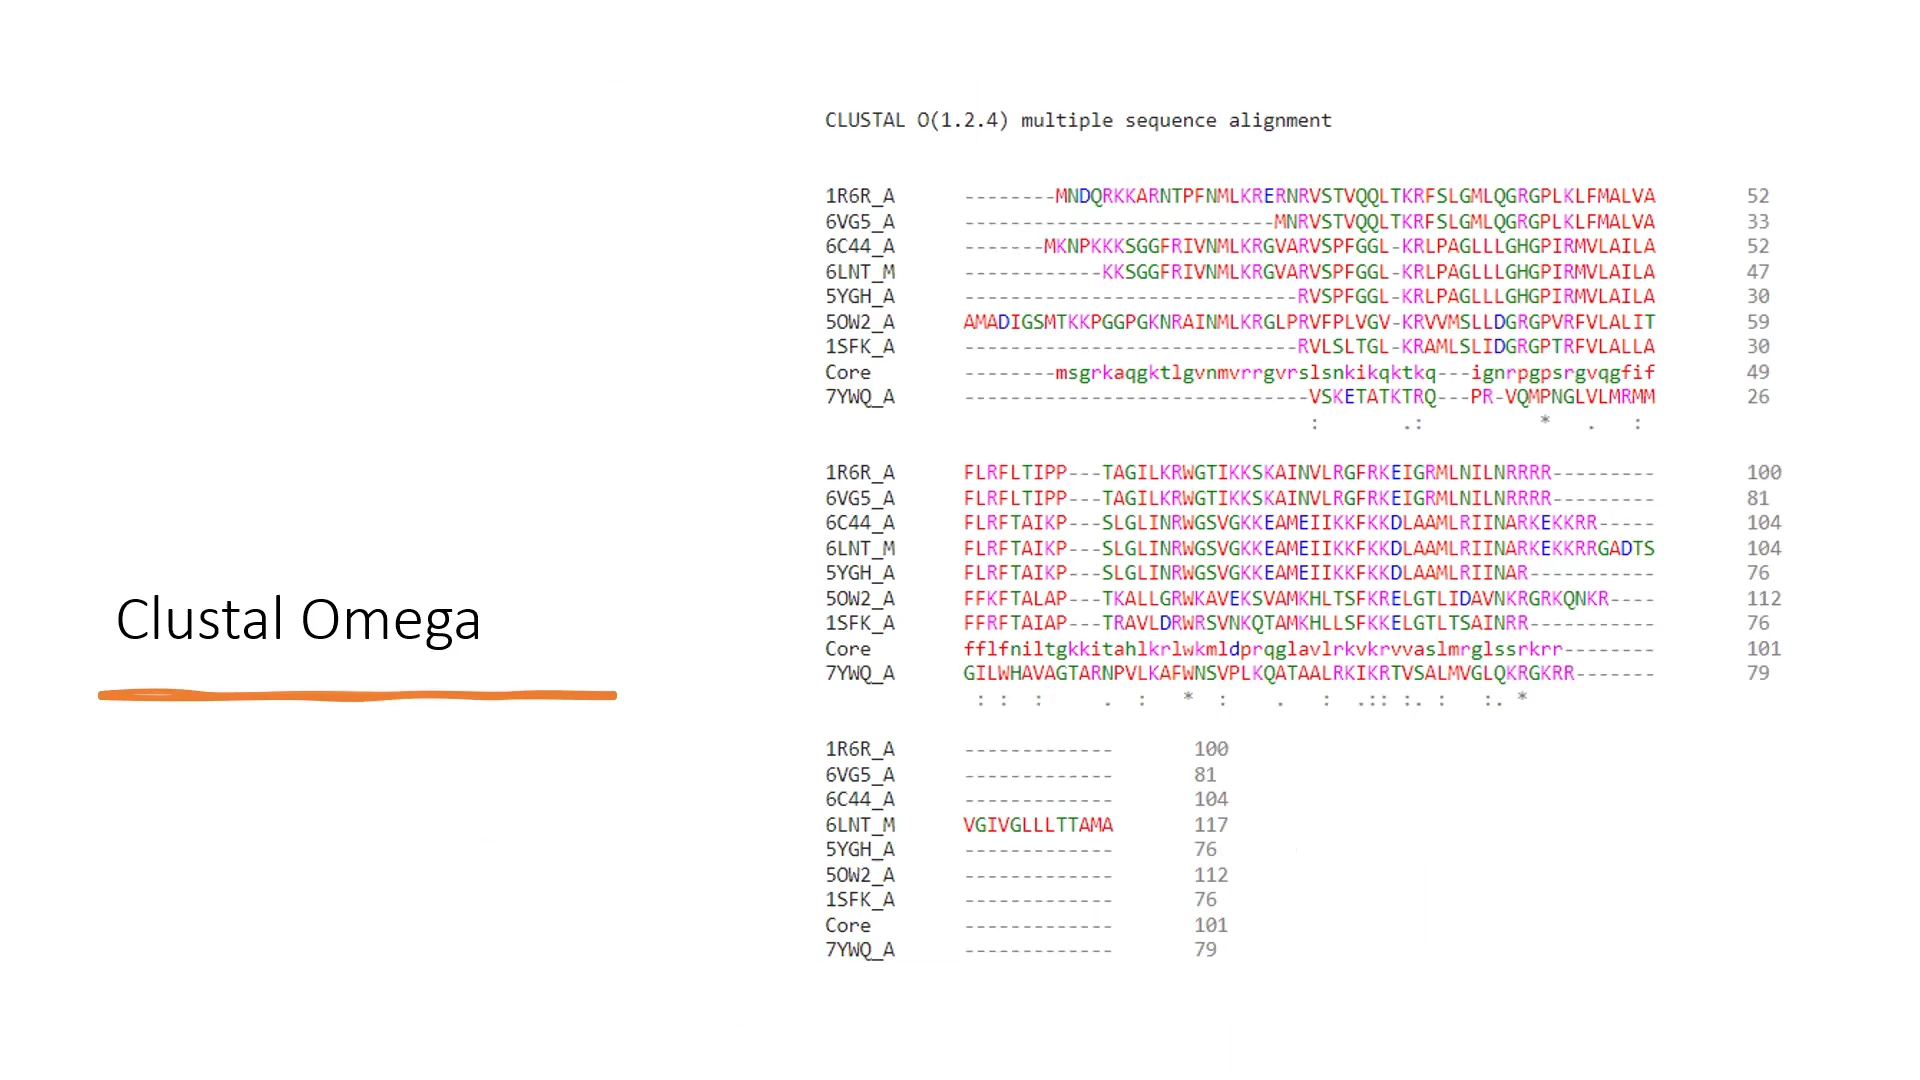 Clustal Omega
CLUSTAL O(1.2.4) multiple sequence alignment
1R6R_A --------MNDQRKKARNTPFNMLKRERNRVSTVQQLTKRFSLGMLQGRGPLKLFMALVA 52
6VG5_A ---------------------------MNRVSTVQQLTKRFSLGMLQGRGPLKLFMALVA 33
6C44_A -------MKNPKKKSGGFRIVNMLKRGVARVSPFGGL-KRLPAGLLLGHGPIRMVLAILA 52
6LNT_M ------------KKSGGFRIVNMLKRGVARVSPFGGL-KRLPAGLLLGHGPIRMVLAILA 47
5YGH_A -----------------------------RVSPFGGL-KRLPAGLLLGHGPIRMVLAILA 30
5OW2_A AMADIGSMTKKPGGPGKNRAINMLKRGLPRVFPLVGV-KRVVMSLLDGRGPVRFVLALIT 59
1SFK_A -----------------------------RVLSLTGL-KRAMLSLIDGRGPTRFVLALLA 30
Core --------msgrkaqgktlgvnmvrrgvrslsnkikqktkq---ignrpgpsrgvqgfif 49
7YWQ_A ------------------------------VSKETATKTRQ---PR-VQMPNGLVLMRMM 26
: .: * . :
1R6R_A FLRFLTIPP---TAGILKRWGTIKKSKAINVLRGFRKEIGRMLNILNRRRR--------- 100
6VG5_A FLRFLTIPP---TAGILKRWGTIKKSKAINVLRGFRKEIGRMLNILNRRRR--------- 81
6C44_A FLRFTAIKP---SLGLINRWGSVGKKEAMEIIKKFKKDLAAMLRIINARKEKKRR----- 104
6LNT_M FLRFTAIKP---SLGLINRWGSVGKKEAMEIIKKFKKDLAAMLRIINARKEKKRRGADTS 104
5YGH_A FLRFTAIKP---SLGLINRWGSVGKKEAMEIIKKFKKDLAAMLRIINAR----------- 76
5OW2_A FFKFTALAP---TKALLGRWKAVEKSVAMKHLTSFKRELGTLIDAVNKRGRKQNKR---- 112
1SFK_A FFRFTAIAP---TRAVLDRWRSVNKQTAMKHLLSFKKELGTLTSAINRR----------- 76
Core fflfniltgkkitahlkrlwkmldprqglavlrkvkrvvaslmrglssrkrr-------- 101
7YWQ_A GILWHAVAGTARNPVLKAFWNSVPLKQATAALRKIKRTVSALMVGLQKRGKRR------- 79
: : : . : * : . : .:: :. : :. *
1R6R_A ------------- 100
6VG5_A ------------- 81
6C44_A ------------- 104
6LNT_M VGIVGLLLTTAMA 117
5YGH_A ------------- 76
5OW2_A ------------- 112
1SFK_A ------------- 76
Core ------------- 101
7YWQ_A ------------- 79